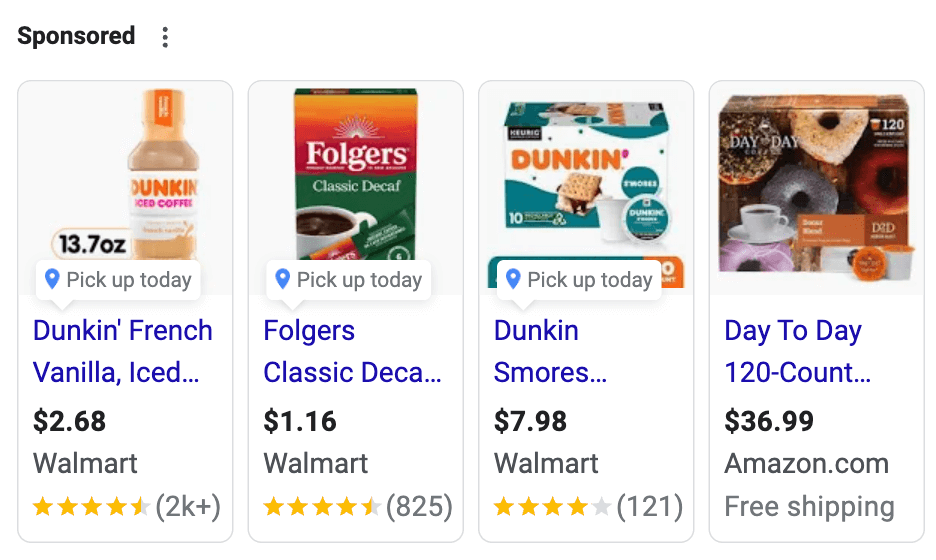 Sponsored
DUNKIN'
ICED COFFEE
french vanilla
13.7oz
Pick up today
Dunkin' French
Vanilla, Iced...
$2.68
Walmart
(2k+)
Folgers
Classic Decaf
6
Pick up today
Folgers
Classic Deca...
$1.16
Walmart
(825)
KEURIG
DUNKIN'
S'MORES
DUNKIN'
10
Pick up today
Dunkin
Smores...
$7.98
Walmart
(121)
120
DAY TO DAY
COFFEE
Donut
Blend
D2D
Day To Day
120-Count...
$36.99
Amazon.com
Free shipping